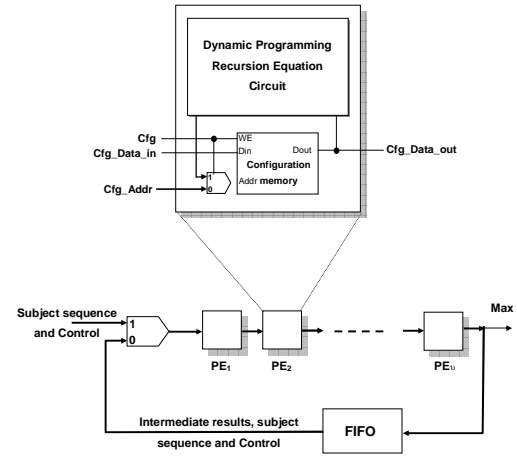 Dynamic Programming
Recursion Equation
Circuit
Cfg
WE
Cfg_Data_in
Din
Dout
Cfg_Data_out
Configuration
1
Addr memory
Cfg_Addr
0
Subject sequence
and Control
1
0
Max
PE1
PE2
PEυ
Intermediate results, subject
sequence and Control
FIFO